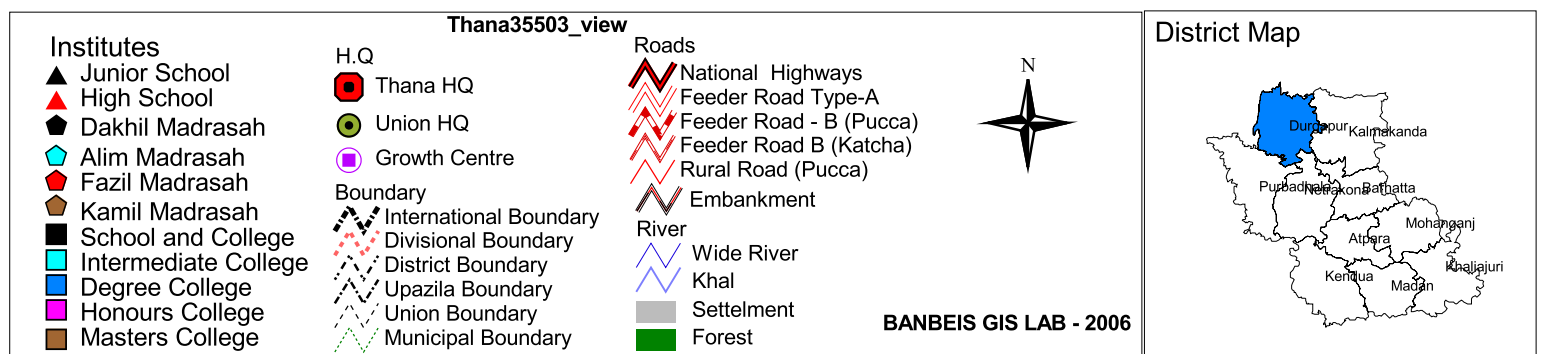 Thana35503_view
Institutes
Junior School
High School
Dakhil Madrasah
Alim Madrasah
Fazil Madrasah
Kamil Madrasah
School and College
Intermediate College
Degree College
Honours College
Masters College
H.Q
Thana HQ
Union HQ
Growth Centre
Boundary
International Boundary
Divisional Boundary
District Boundary
Upazila Boundary
Union Boundary
Municipal Boundary
Roads
National Highways
Feeder Road Type-A
Feeder Road - B (Pucca)
Feeder Road B (Katcha)
Rural Road (Pucca)
Embankment
River
Wide River
Khal
Settelment
Forest
N
BANBEIS GIS LAB - 2006
District Map
Durgapur
Kalmakanda
Purbadhala
Netrakona
Barhatta
Mohanganj
Atpara
Khaliajuri
Kendua
Madan